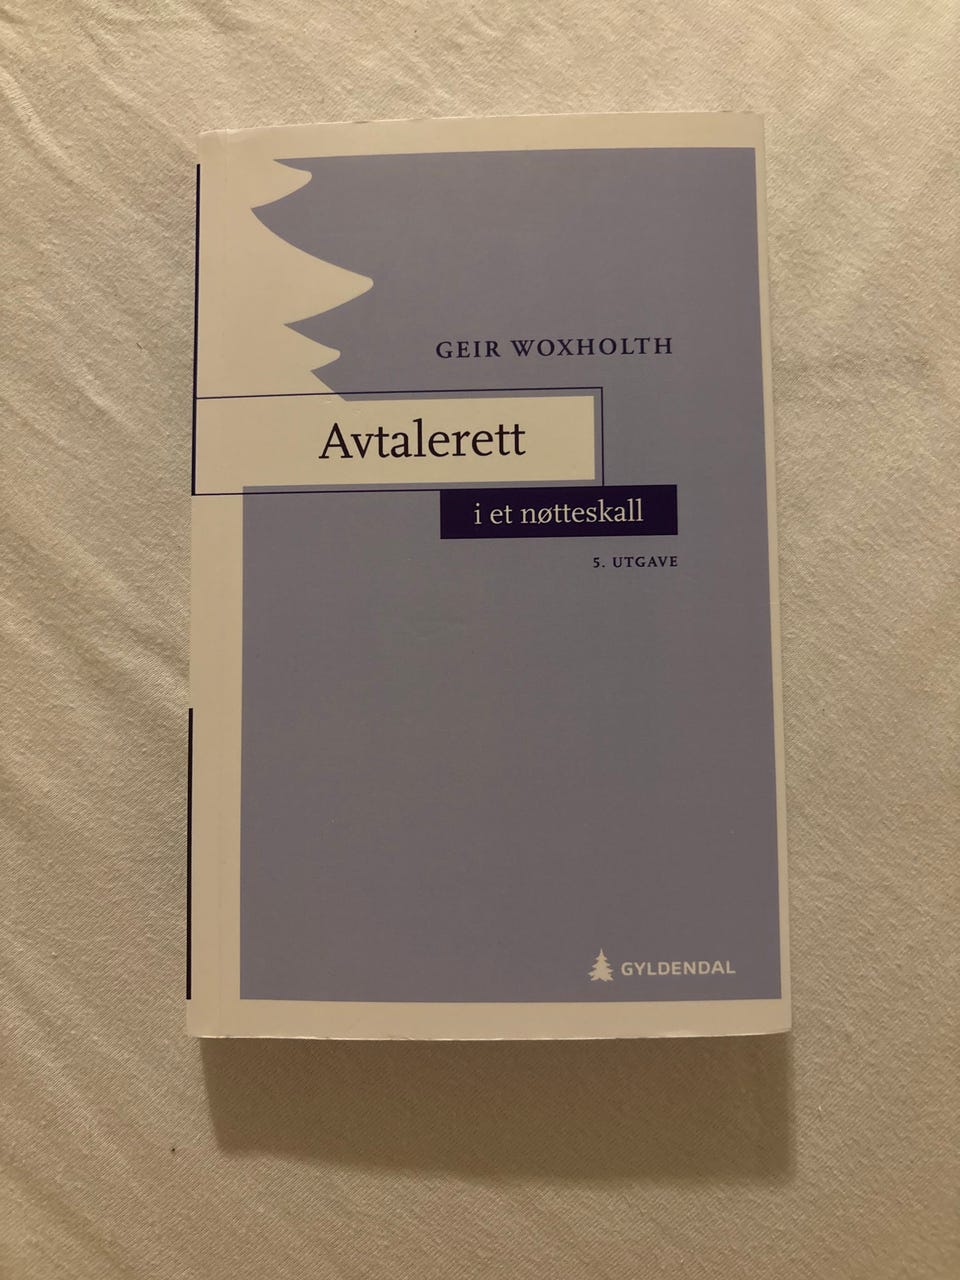 GEIR WOXHOLTH
Avtalerett
i et nøtteskall
5. UTGAVE
GYLDENDAL